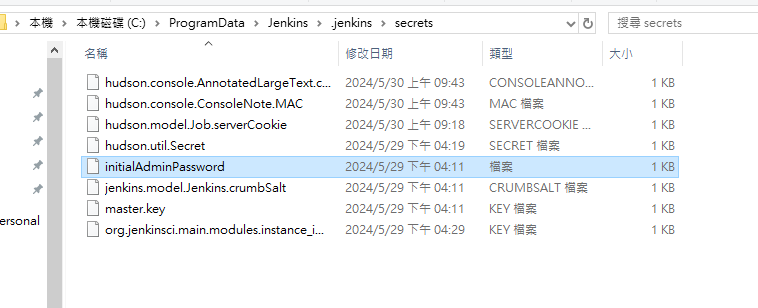 本機 > 本機磁碟 (C:) > ProgramData > Jenkins > .jenkins > secrets
搜尋 secrets
名稱 修改日期 類型 大小
hudson.console.AnnotatedLargeText.c... 2024/5/30 上午 09:43 CONSOLEANNO... 1 KB
hudson.console.ConsoleNote.MAC 2024/5/30 上午 09:43 MAC 檔案 1 KB
hudson.model.Job.serverCookie 2024/5/30 上午 09:18 SERVERCOOKIE ... 1 KB
hudson.util.Secret 2024/5/29 下午 04:19 SECRET 檔案 1 KB
initialAdminPassword 2024/5/29 下午 04:11 檔案 1 KB
jenkins.model.Jenkins.crumbSalt 2024/5/29 下午 04:11 CRUMBSALT 檔案 1 KB
master.key 2024/5/29 下午 04:11 KEY 檔案 1 KB
ersonal
org.jenkinsci.main.modules.instance_i... 2024/5/29 下午 04:29 KEY 檔案 1 KB